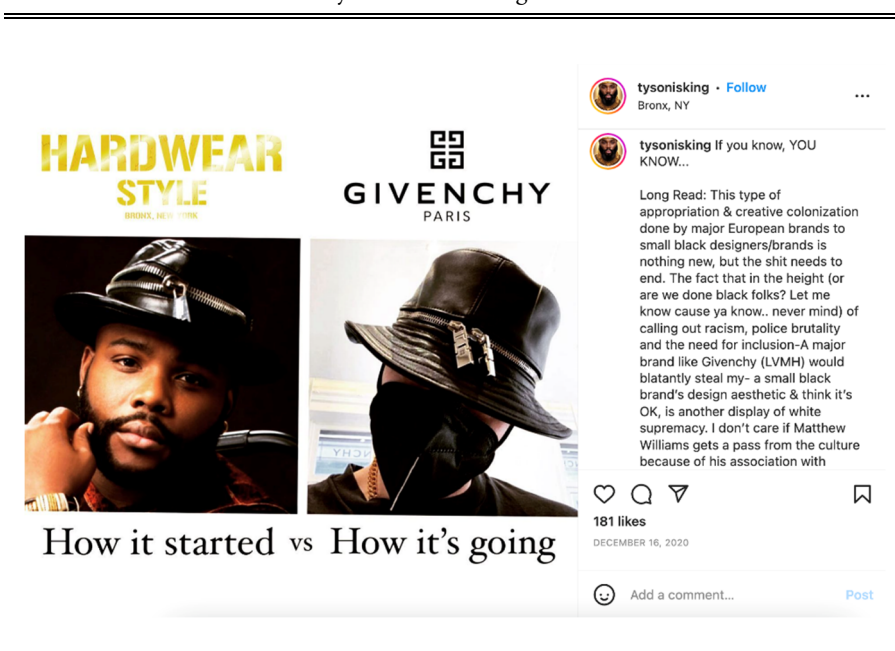 HARDWEAR
STYLE
BRONX, NEW YORK
GIVENCHY
PARIS
How it started vs How it's going
tysonisking • Follow
Bronx, NY
tysonisking If you know, YOU
KNOW...
Long Read: This type of
appropriation & creative colonization
done by major European brands to
small black designers/brands is
nothing new, but the shit needs to
end. The fact that in the height (or
are we done black folks? Let me
know cause ya know.. never mind) of
calling out racism, police brutality
and the need for inclusion-A major
brand like Givenchy (LVMH) would
blatantly steal my- a small black
brand's design aesthetic & think it's
OK, is another display of white
supremacy. I don't care if Matthew
Williams gets a pass from the culture
because of his association with
181 likes
DECEMBER 16, 2020
Add a comment...
Post